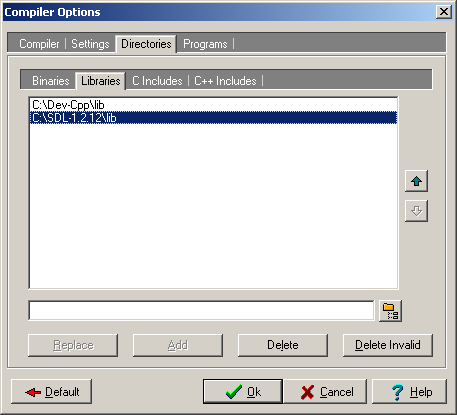 Compiler Options
Compiler Settings Directories Programs
Binaries Libraries C Includes C++ Includes
C:\Dev-Cpp\lib
C:\SDL-1.2.12\lib
Replace Add Delete Delete Invalid
Default Ok Cancel ? Help